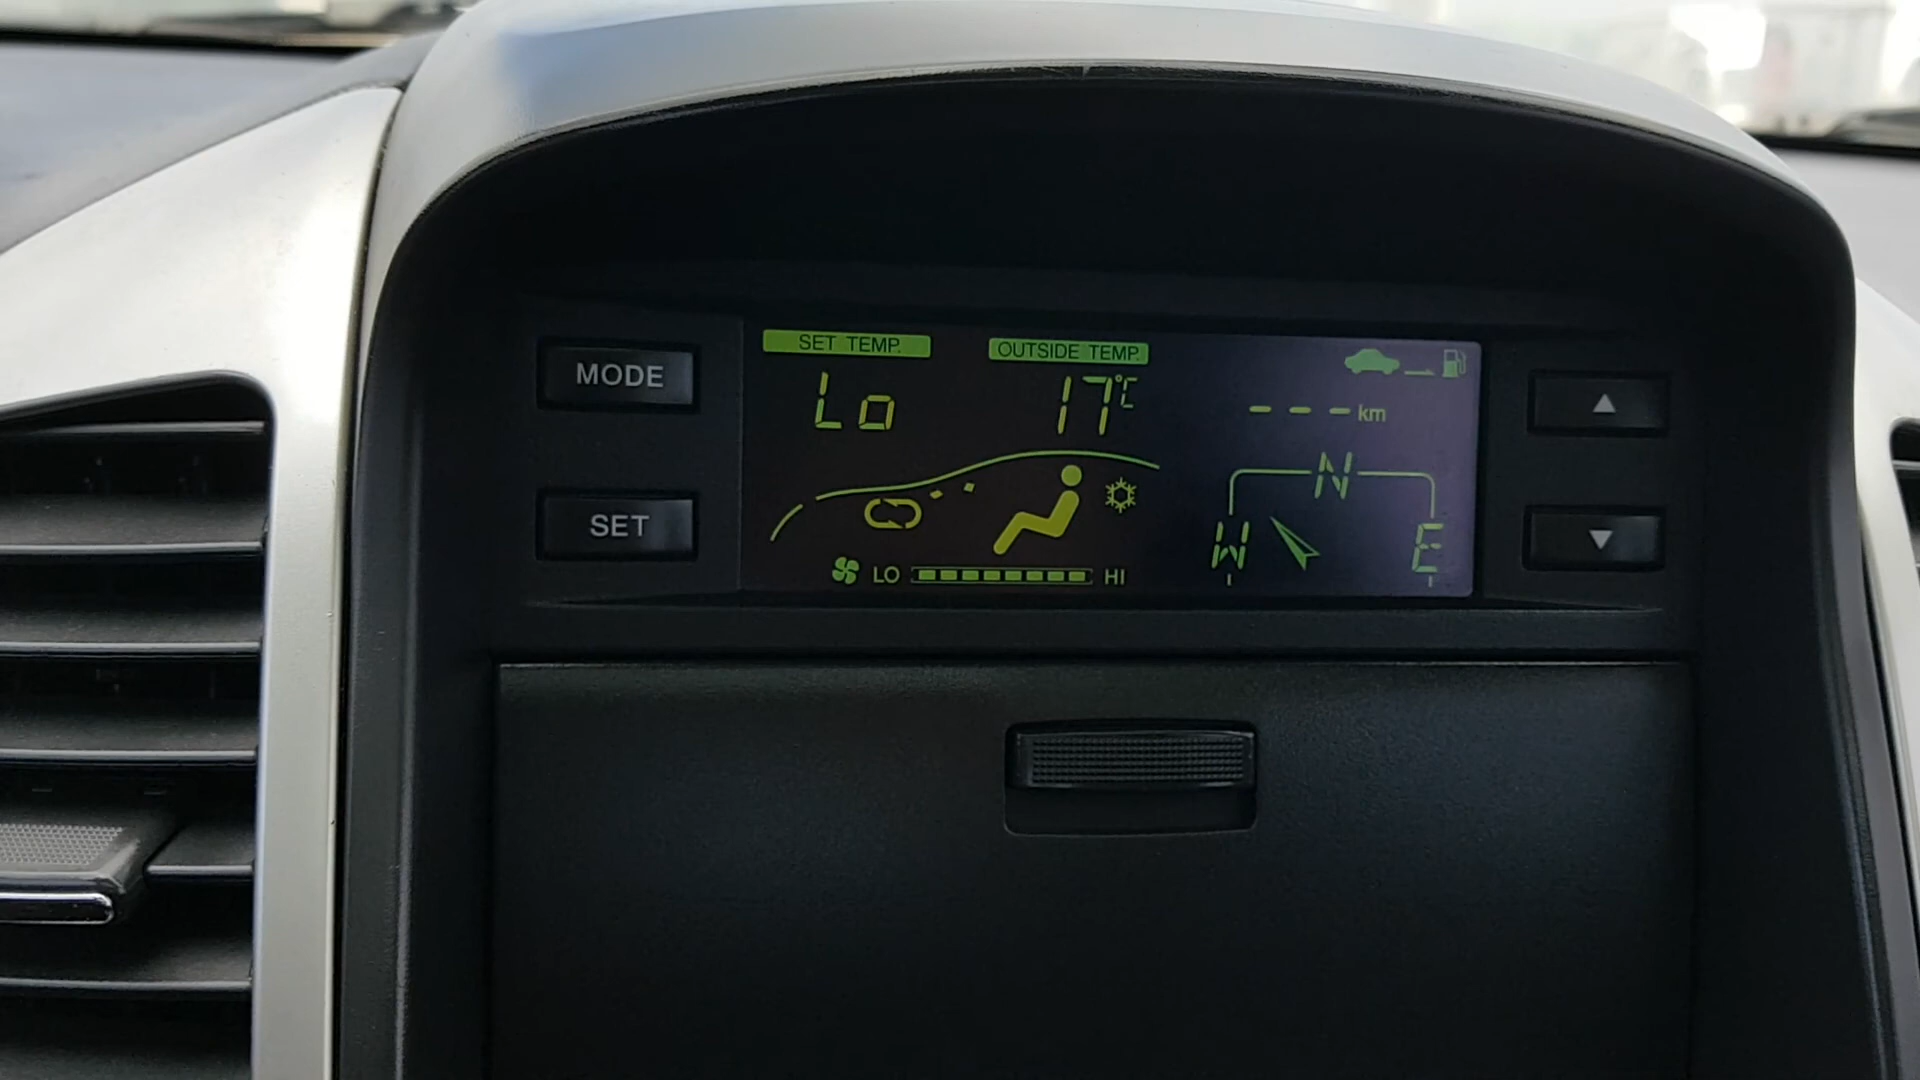 MODE
SET TEMP.
OUTSIDE TEMP.
Lo
17°C
--- km
SET
N
W
E
LO
HI